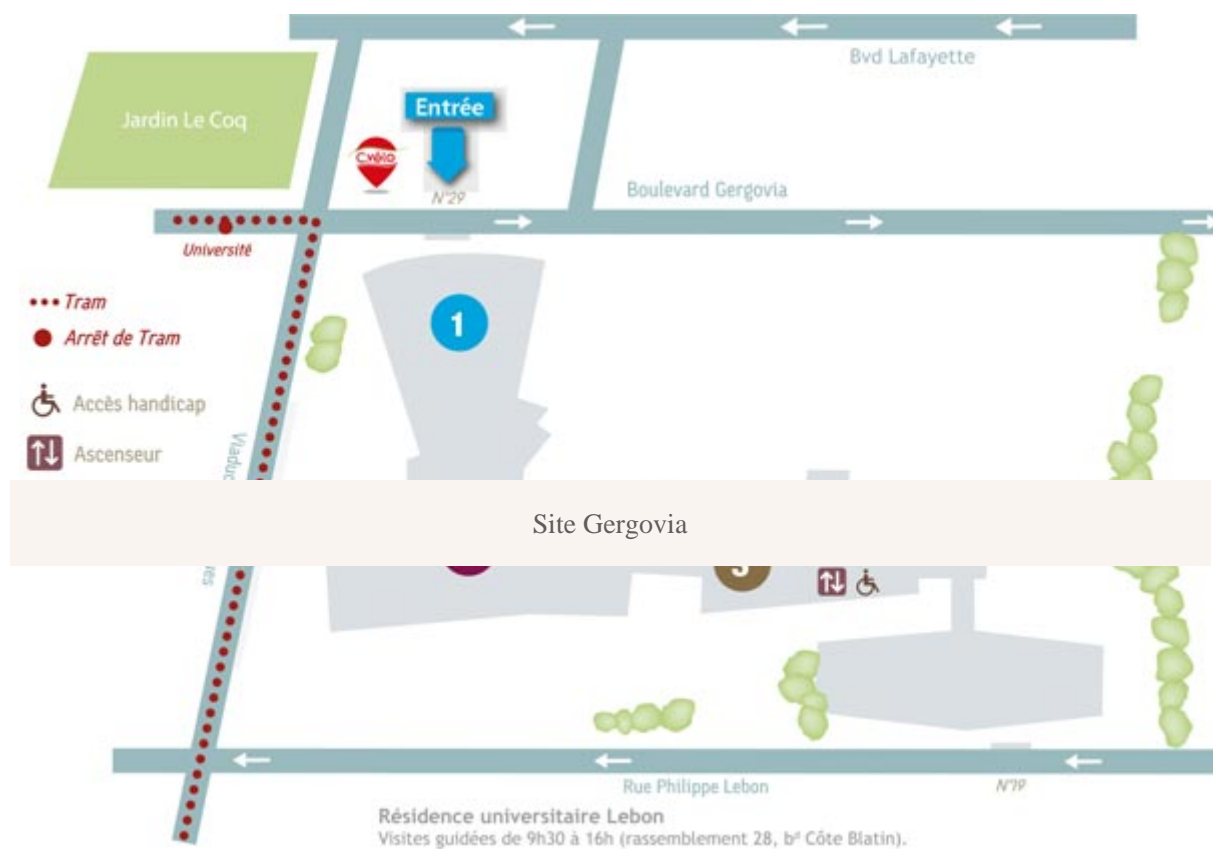 Bvd Lafayette
Jardin Le Coq
Entrée
C.vélo
N°29
Boulevard Gergovia
Université
Tram
Arrêt de Tram
1
Accès handicap
Ascenseur
Site Gergovia
3
Rue Philippe Lebon
N°19
Résidence universitaire Lebon
Visites guidées de 9h30 à 16h (rassemblement 28, bd Côte Blatin).